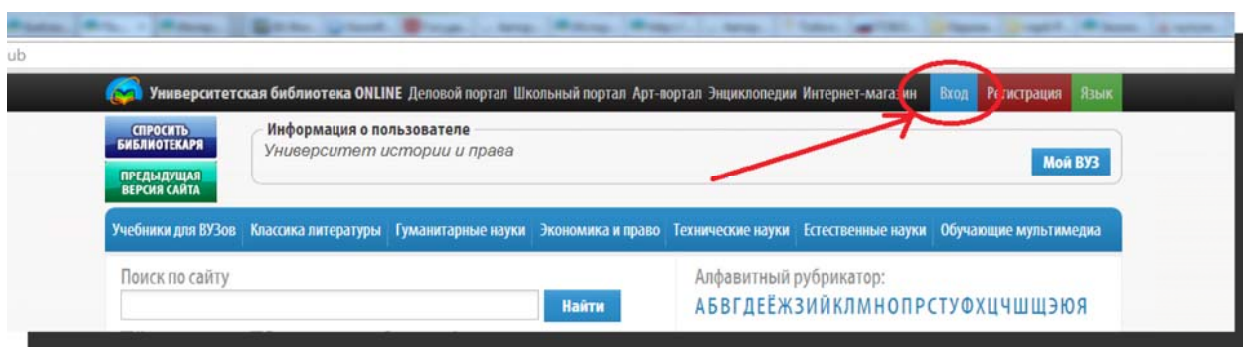 ub
Университетская библиотека ONLINE Деловой портал Школьный портал Арт-портал Энциклопедии Интернет-магазин Вход Регистрация Язык
СПРОСИТЬ
БИБЛИОТЕКАРЯ
Информация о пользователе
Университет истории и права
Мой ВУЗ
ПРЕДЫДУЩАЯ
ВЕРСИЯ САЙТА
Учебники для ВУЗов Классика литературы Гуманитарные науки Экономика и право Технические науки Естественные науки Обучающие мультимедиа
Поиск по сайту
Найти
Алфавитный рубрикатор:
АБВГДЕЁЖЗИЙКЛМНОПРСТУФХЦЧШЩЭЮЯ